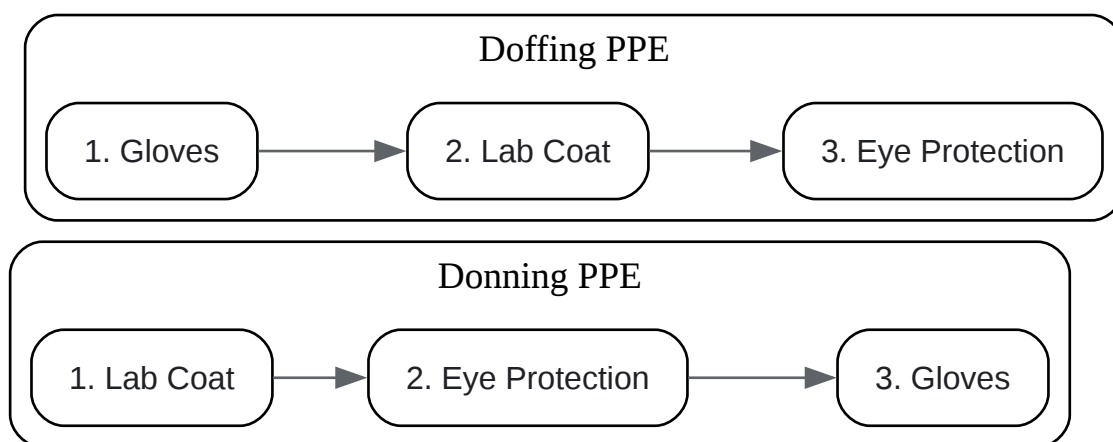 Doffing PPE
1. Gloves
2. Lab Coat
3. Eye Protection
Donning PPE
1. Lab Coat
2. Eye Protection
3. Gloves